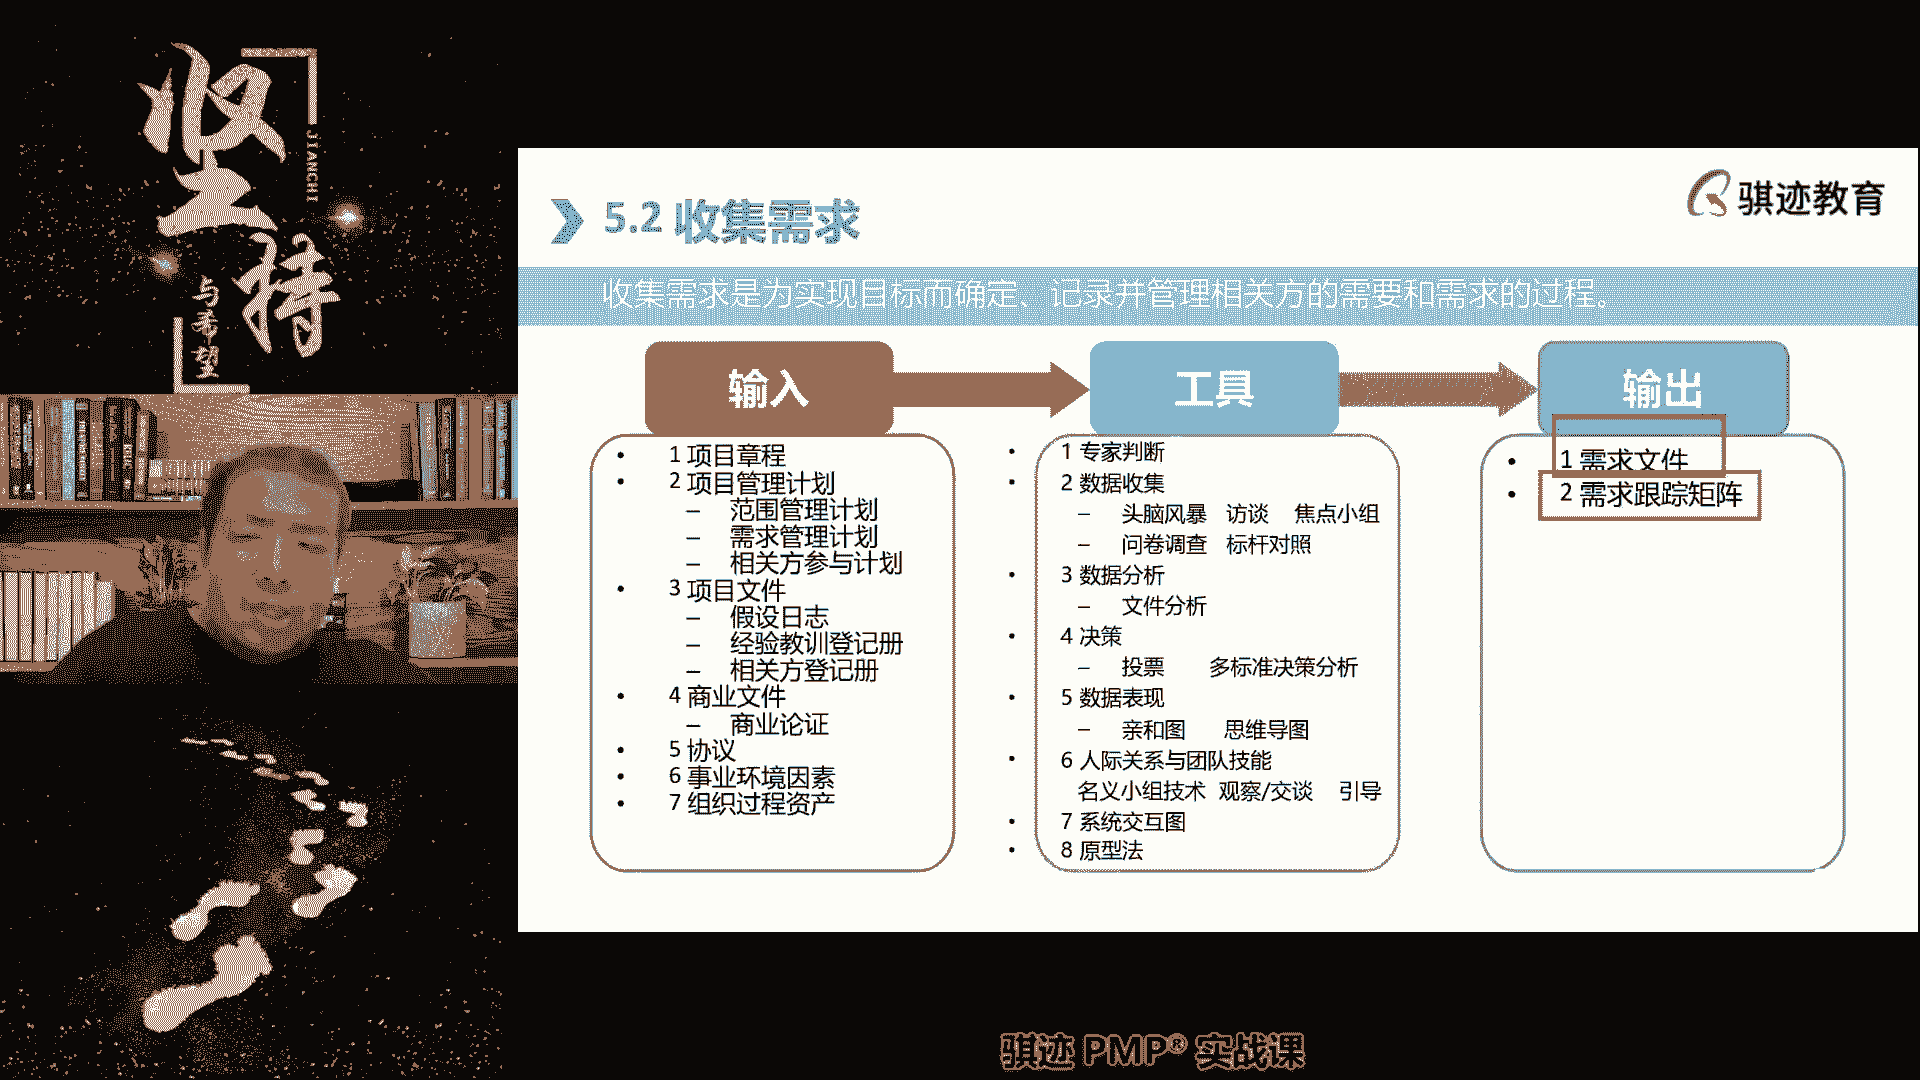 坚持
JIANCHI
与希望
骐迹教育
5.2 收集需求
收集需求是为实现目标而确定、记录并管理相关方的需要和需求的过程。
输入
• 1 项目章程
• 2 项目管理计划
– 范围管理计划
– 需求管理计划
– 相关方参与计划
• 3 项目文件
– 假设日志
– 经验教训登记册
– 相关方登记册
• 4 商业文件
– 商业论证
• 5 协议
• 6 事业环境因素
• 7 组织过程资产
工具
• 1 专家判断
• 2 数据收集
– 头脑风暴 访谈 焦点小组
– 问卷调查 标杆对照
• 3 数据分析
– 文件分析
• 4 决策
– 投票 多标准决策分析
• 5 数据表现
– 亲和图 思维导图
• 6 人际关系与团队技能
名义小组技术 观察/交谈 引导
• 7 系统交互图
• 8 原型法
输出
• 1 需求文件
• 2 需求跟踪矩阵
骐迹 PMP® 实战课